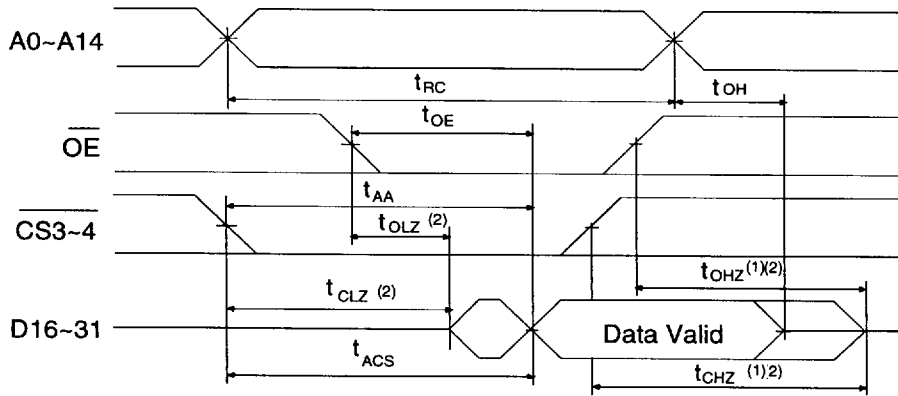 A0~A14
tRC
tOH
tOE
OE
tAA
CS3~4
tOLZ (2)
tOHZ (1)(2)
tCLZ (2)
D16~31
Data Valid
tACS
tCHZ (1)(2)